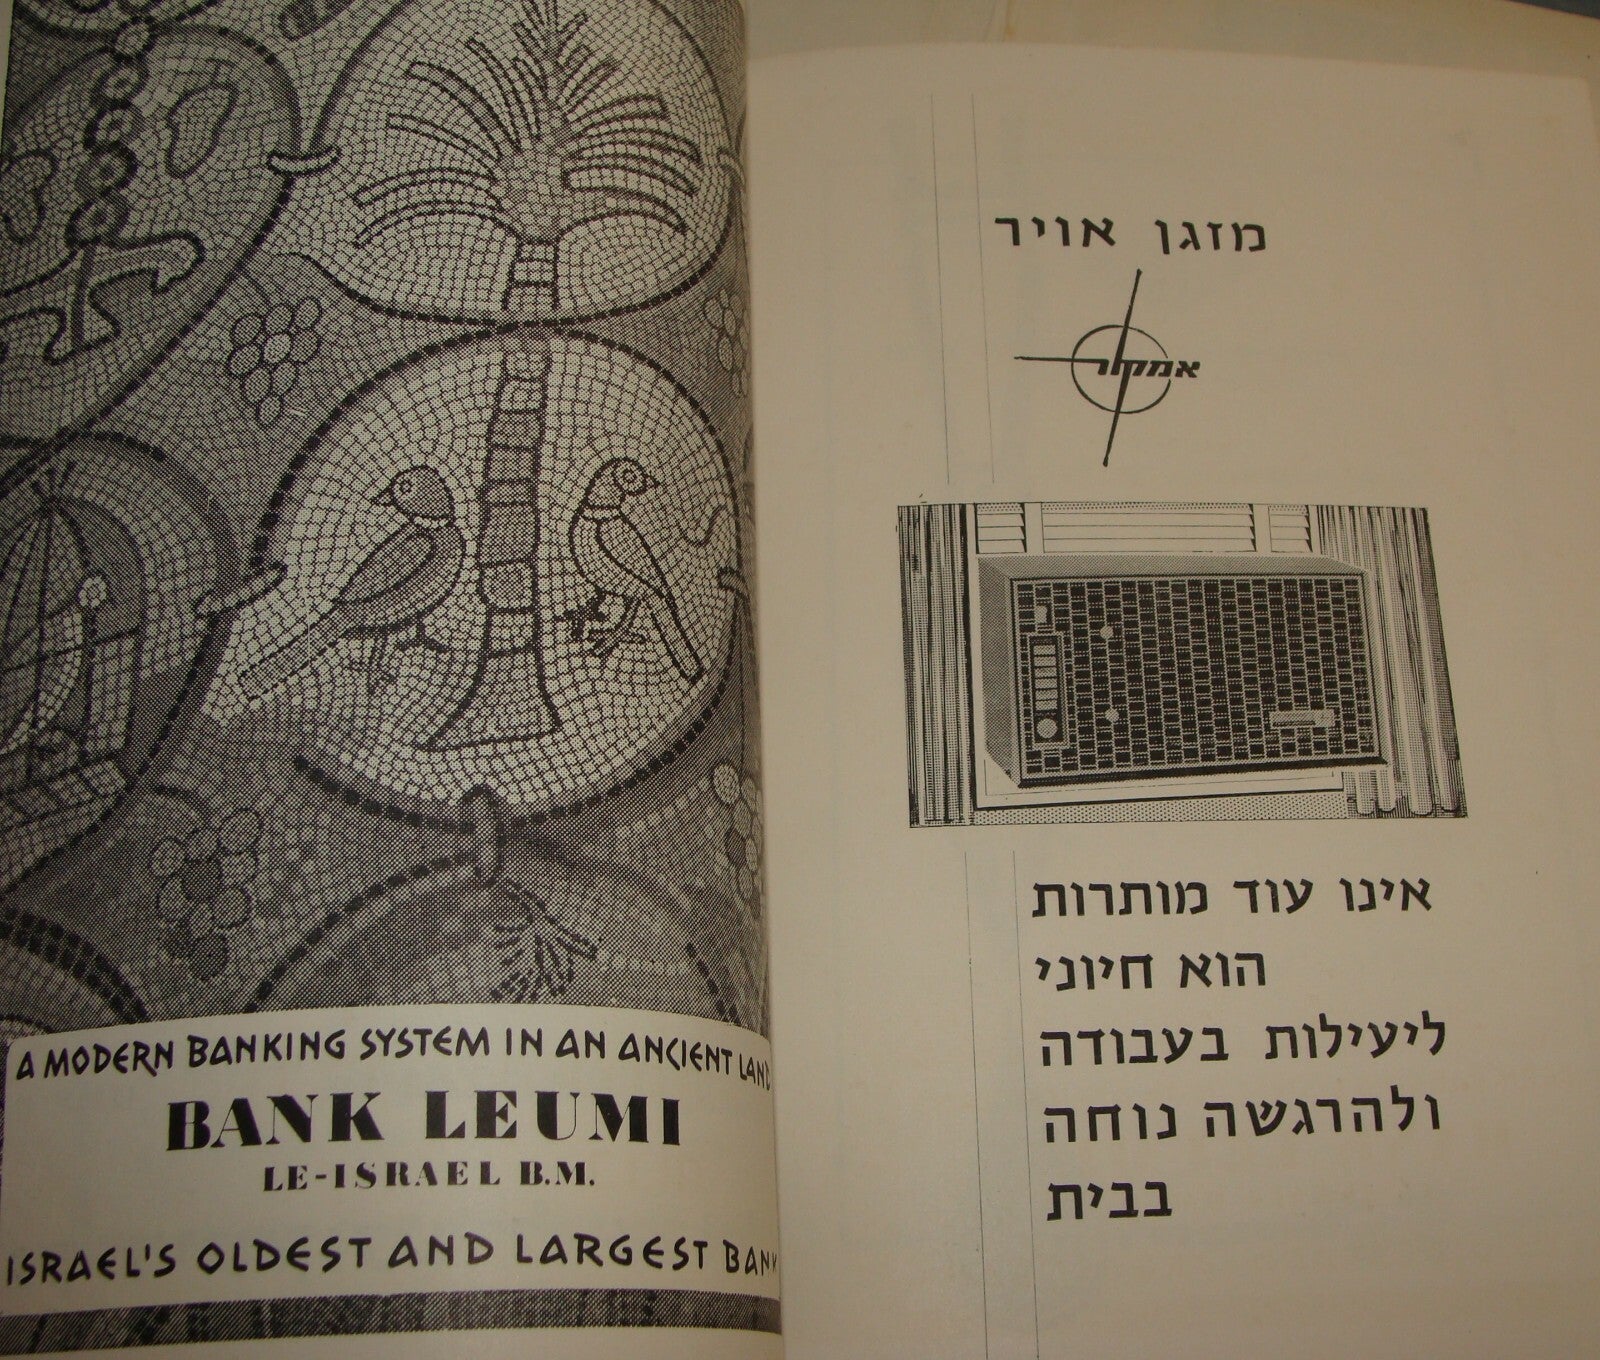 A MODERN BANKING SYSTEM IN AN ANCIENT LAND
BANK LEUMI
LE-ISRAEL B.M.
ISRAEL'S OLDEST AND LARGEST BANK
מזגן אויר
אמקור
אינו עוד מותרות
הוא חיוני
ליעילות בעבודה
ולהרגשה נוחה
בבית